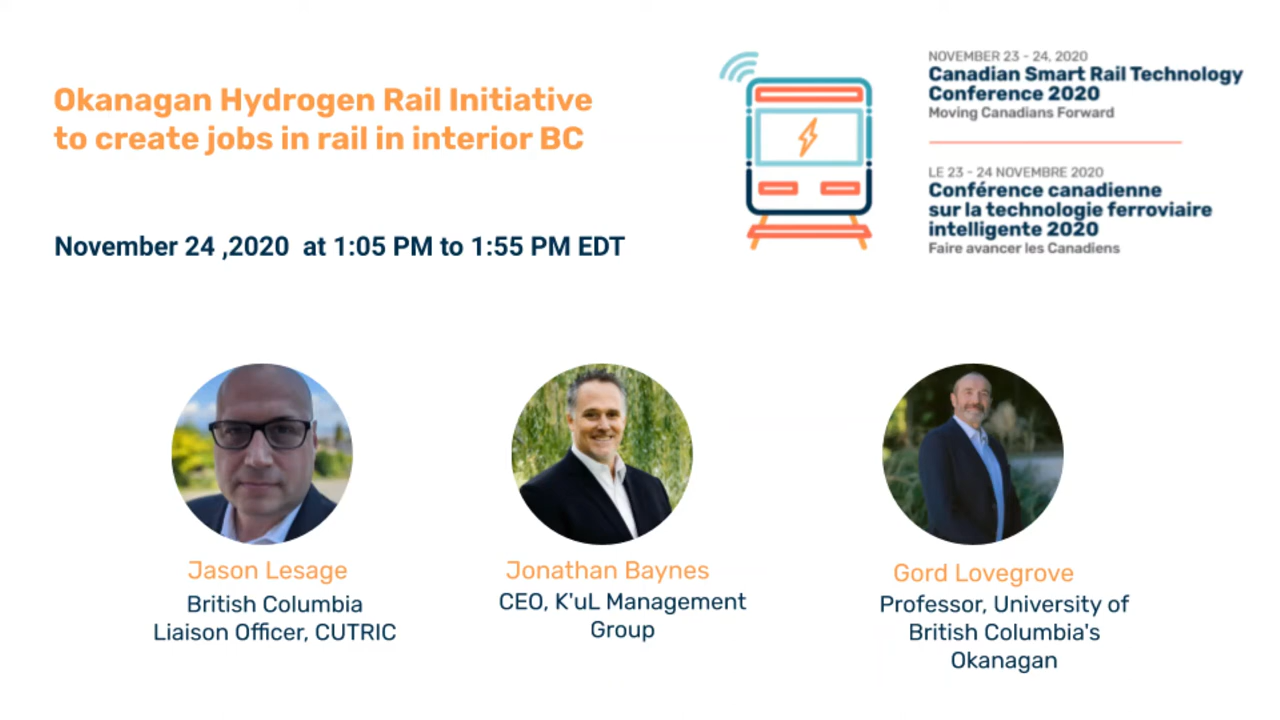 Okanagan Hydrogen Rail Initiative
to create jobs in rail in interior BC
November 24 ,2020 at 1:05 PM to 1:55 PM EDT
NOVEMBER 23 - 24, 2020
Canadian Smart Rail Technology
Conference 2020
Moving Canadians Forward
LE 23 - 24 NOVEMBRE 2020
Conférence canadienne
sur la technologie ferroviaire
intelligente 2020
Faire avancer les Canadiens
Jason Lesage
British Columbia
Liaison Officer, CUTRIC
Jonathan Baynes
CEO, K'uL Management
Group
Gord Lovegrove
Professor, University of
British Columbia's
Okanagan